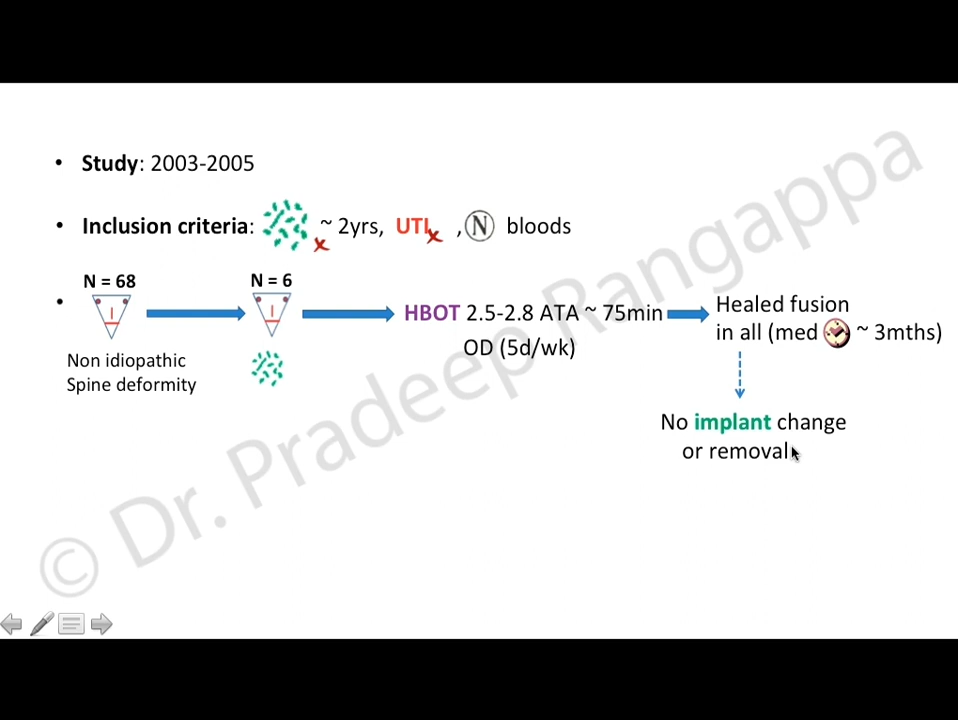 • Study: 2003-2005
• Inclusion criteria: ~ 2yrs, UTI , N bloods
N = 68
N = 6
•
HBOT 2.5-2.8 ATA ~ 75min
OD (5d/wk)
Healed fusion
in all (med ~ 3mths)
Non idiopathic
Spine deformity
No implant change
or removal
© Dr. Pradeep Rangappa